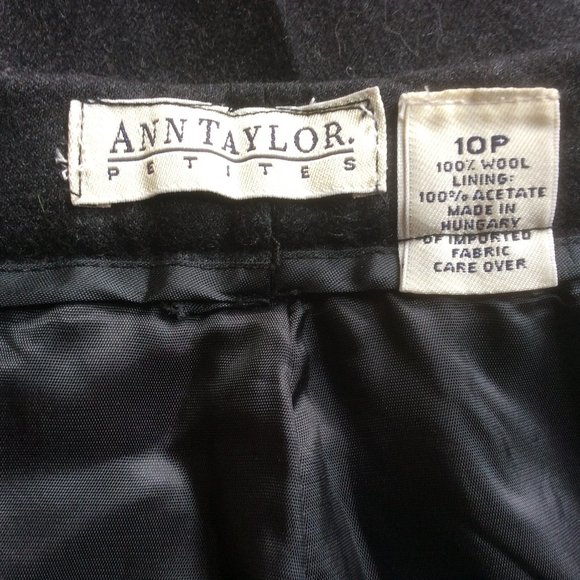 ANN TAYLOR.
PETITES
10P
100% WOOL
LINING:
100% ACETATE
MADE IN
HUNGARY
OF IMPORTED
FABRIC
CARE OVER